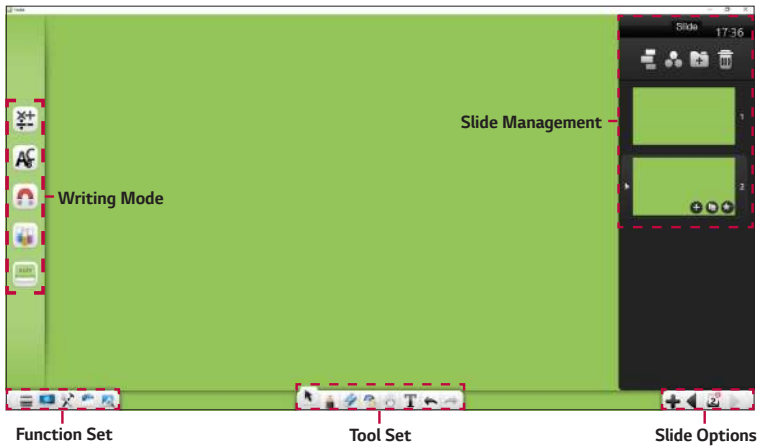 Slide 17:36
Slide Management
1
Writing Mode
2
Function Set
Tool Set
Slide Options